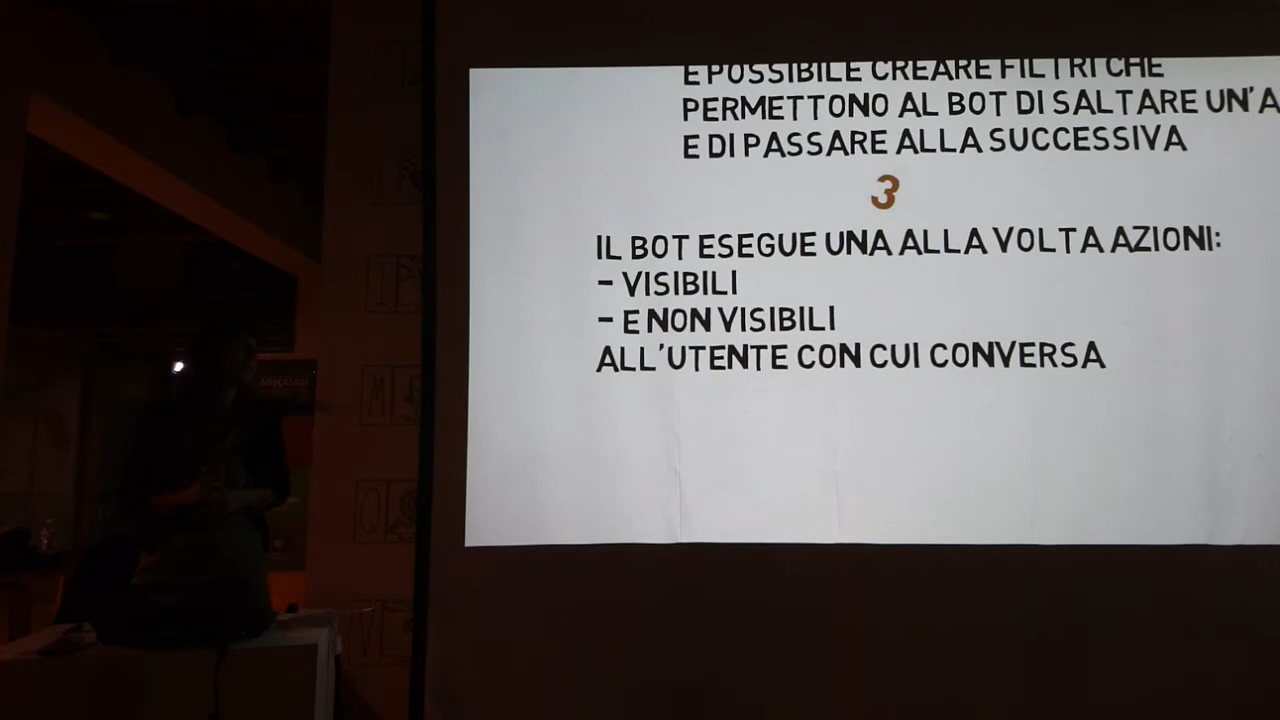 E POSSIBILE CREARE FILTRI CHE
PERMETTONO AL BOT DI SALTARE UN'A
E DI PASSARE ALLA SUCCESSIVA
3
IL BOT ESEGUE UNA ALLA VOLTA AZIONI:
- VISIBILI
- E NON VISIBILI
ALL'UTENTE CON CUI CONVERSA